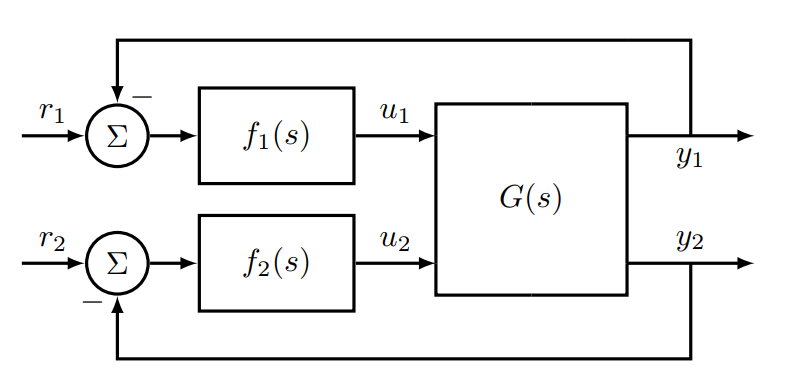 −
r₁ Σ f₁(s) u₁ G(s) y₁
r₂ Σ f₂(s) u₂ y₂
−